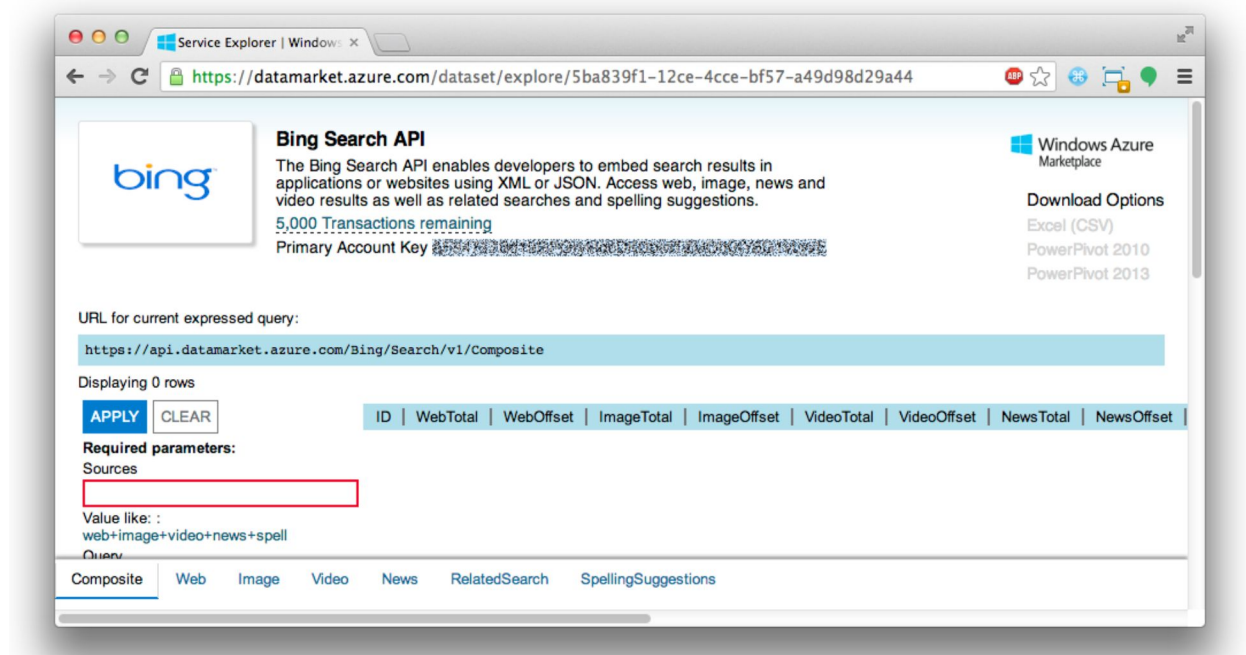 Service Explorer | Windows
https://datamarket.azure.com/dataset/explore/5ba839f1-12ce-4cce-bf57-a49d98d29a44
ABP
bing
Bing Search API
The Bing Search API enables developers to embed search results in
applications or websites using XML or JSON. Access web, image, news and
video results as well as related searches and spelling suggestions.
5,000 Transactions remaining
Primary Account Key
Windows Azure
Marketplace
Download Options
Excel (CSV)
PowerPivot 2010
PowerPivot 2013
URL for current expressed query:
https://api.datamarket.azure.com/Bing/Search/v1/Composite
Displaying 0 rows
APPLY CLEAR
ID | WebTotal | WebOffset | ImageTotal | ImageOffset | VideoTotal | VideoOffset | NewsTotal | NewsOffset |
Required parameters:
Sources
Value like: :
web+image+video+news+spell
Query
Composite Web Image Video News RelatedSearch SpellingSuggestions